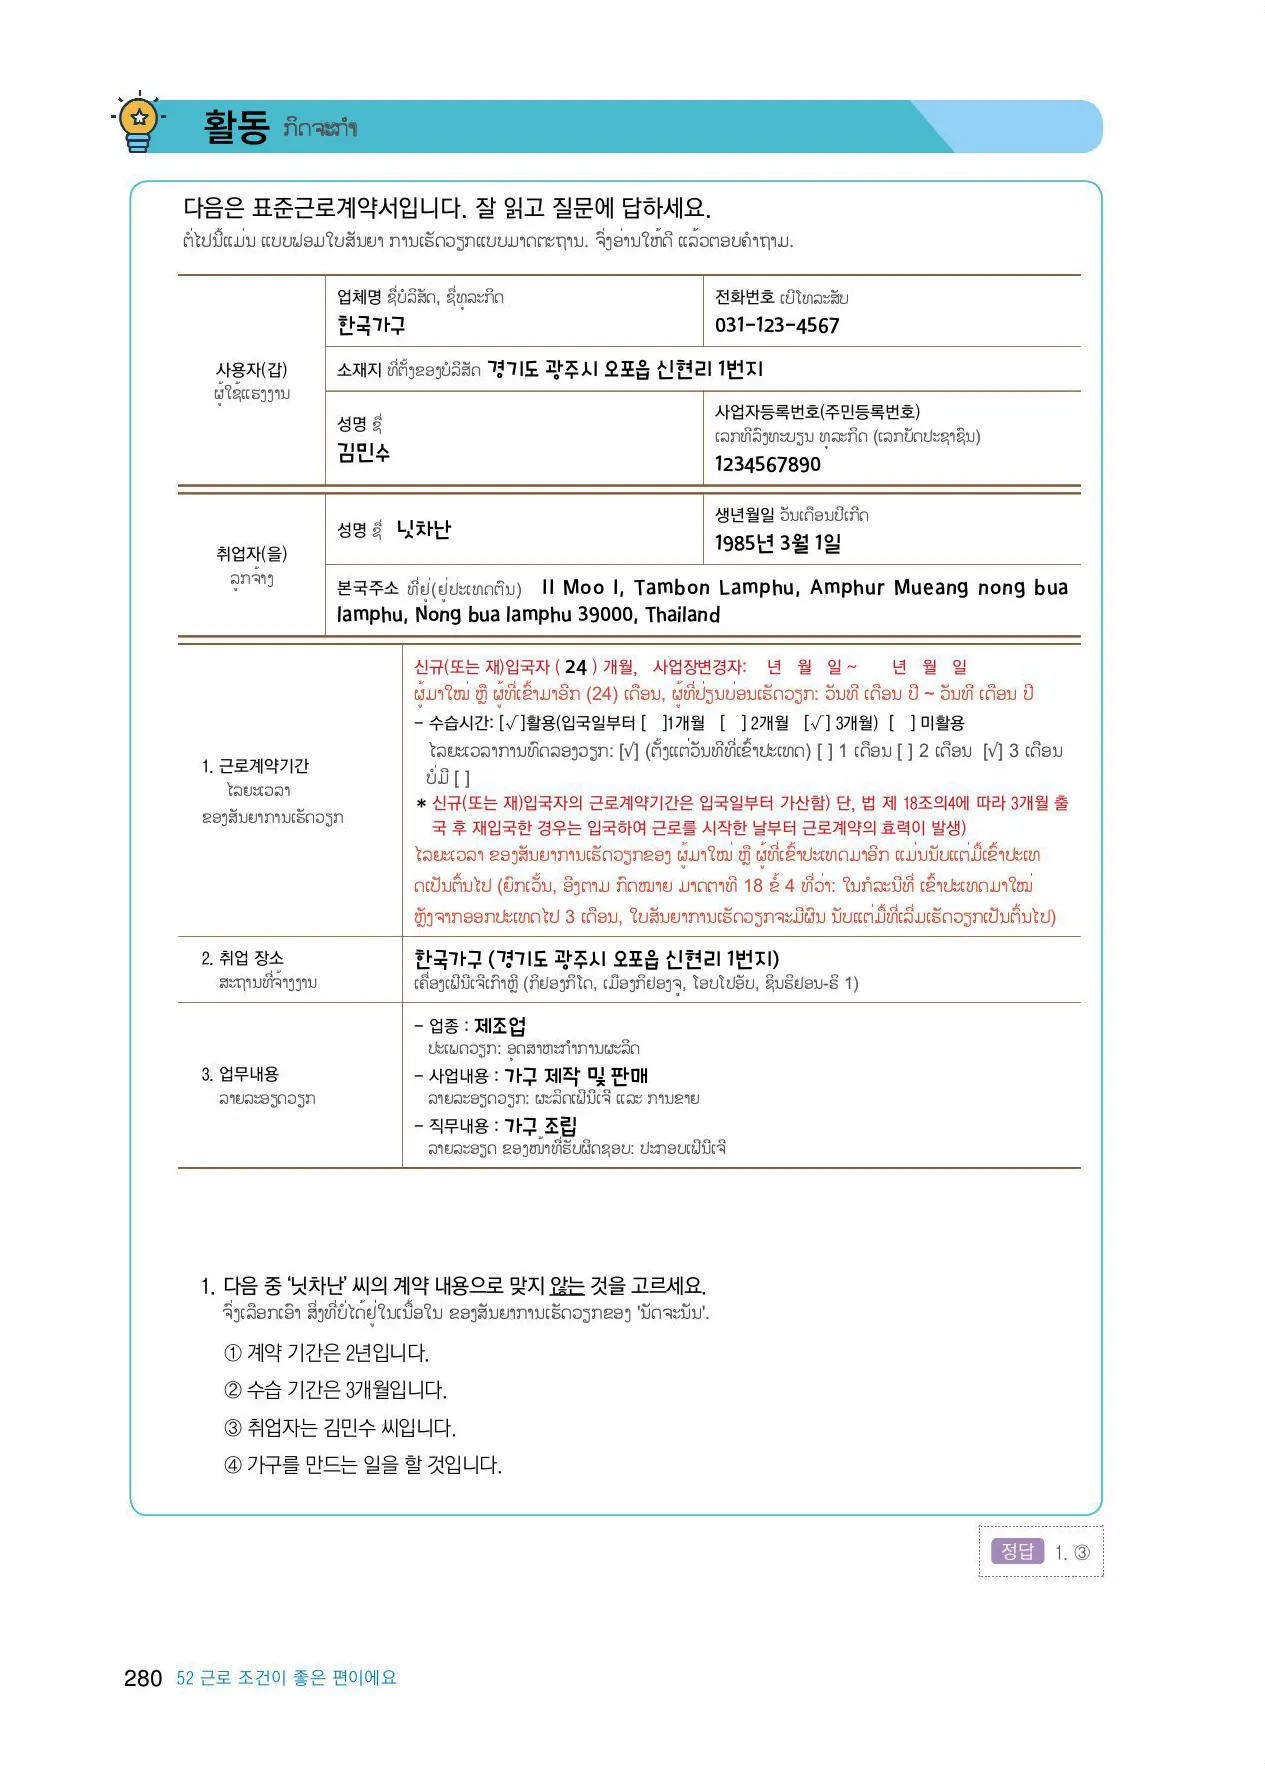 활동 ກິດຈະກຳ
다음은 표준근로계약서입니다. 잘 읽고 질문에 답하세요.
ຕໍ່ໄປນີ້ແມ່ນ ແບບຟອມໃບສັນຍາ ການເຮັດວຽກແບບມາດຕະຖານ. ຈົ່ງອ່ານໃຫ້ດີ ແລ້ວຕອບຄຳຖາມ.
사용자(갑)
ຜູ້ໃຊ້ແຮງງານ
업체명 ຊື່ບໍລິສັດ, ຊື່ທຸລະກິດ
한국가구
전화번호 ເບີໂທລະສັບ
031-123-4567
소재지 ທີ່ຕັ້ງຂອງບໍລິສັດ 경기도 광주시 오포읍 신현리 1번지
성명 ຊື່
김민수
사업자등록번호(주민등록번호)
ເລກທີລົງທະບຽນ ທຸລະກິດ (ເລກບັດປະຊາຊົນ)
1234567890
취업자(을)
ລູກຈ້າງ
성명 ຊື່ 닛차난
생년월일 ວັນເດືອນປີເກີດ
1985년 3월 1일
본국주소 ທີ່ຢູ່(ຢູ່ປະເທດຕົນ) II Moo I, Tambon Lamphu, Amphur Mueang nong bua
lamphu, Nong bua lamphu 39000, Thailand
1. 근로계약기간
ໄລຍະເວລາ
ຂອງສັນຍາການເຮັດວຽກ
신규(또는 재)입국자 ( 24 ) 개월, 사업장변경자: 년 월 일 ~ 년 월 일
ຜູ້ມາໃໝ່ ຫຼື ຜູ້ທີ່ເຂົ້າມາອີກ (24) ເດືອນ, ຜູ້ທີ່ປ່ຽນບ່ອນເຮັດວຽກ: ວັນທີ ເດືອນ ປີ ~ ວັນທີ ເດືອນ ປີ
- 수습시간: [√]활용(입국일부터 [ ]1개월 [ ] 2개월 [√] 3개월) [ ] 미활용
ໄລຍະເວລາການທົດລອງວຽກ: [√] (ຕັ້ງແຕ່ວັນທີທີ່ເຂົ້າປະເທດ) [ ] 1 ເດືອນ [ ] 2 ເດືອນ [√] 3 ເດືອນ
ບໍ່ມີ [ ]
* 신규(또는 재)입국자의 근로계약기간은 입국일부터 가산함) 단, 법 제 18조의4에 따라 3개월 출
국 후 재입국한 경우는 입국하여 근로를 시작한 날부터 근로계약의 효력이 발생)
ໄລຍະເວລາ ຂອງສັນຍາການເຮັດວຽກຂອງ ຜູ້ມາໃໝ່ ຫຼື ຜູ້ທີ່ເຂົ້າປະເທດມາອີກ ແມ່ນນັບແຕ່ມື້ເຂົ້າປະເທ
ດເປັນຕົ້ນໄປ (ຍົກເວັ້ນ, ອີງຕາມ ກົດໝາຍ ມາດຕາທີ 18 ຂໍ້ 4 ທີ່ວ່າ: ໃນກໍລະນີທີ່ ເຂົ້າປະເທດມາໃໝ່
ຫຼັງຈາກອອກປະເທດໄປ 3 ເດືອນ, ໃບສັນຍາການເຮັດວຽກຈະມີຜົນ ນັບແຕ່ມື້ທີ່ເລີ່ມເຮັດວຽກເປັນຕົ້ນໄປ)
2. 취업 장소
ສະຖານທີ່ຈ້າງງານ
한국가구 (경기도 광주시 오포읍 신현리 1번지)
ເຄື່ອງເຟີນີເຈີເກົາຫຼີ (ກິຢອງກິໂດ, ເມືອງກິຢອງຈູ, ໂອບໂປອັບ, ຊິນຮິຢອນ-ຣິ 1)
3. 업무내용
ລາຍລະອຽດວຽກ
- 업종 : 제조업
ປະເພດວຽກ: ອຸດສາຫະກຳການຜະລິດ
- 사업내용 : 가구 제작 및 판매
ລາຍລະອຽດວຽກ: ຜະລິດເຟີນີເຈີ ແລະ ການຂາຍ
- 직무내용 : 가구 조립
ລາຍລະອຽດ ຂອງໜ້າທີ່ຮັບຜິດຊອບ: ປະກອບເຟີນີເຈີ
1. 다음 중 ‘닛차난’ 씨의 계약 내용으로 맞지 않는 것을 고르세요.
ຈົ່ງເລືອກເອົາ ສິ່ງທີ່ບໍ່ໄດ້ຢູ່ໃນເນື້ອໃນ ຂອງສັນຍາການເຮັດວຽກຂອງ 'ນັດຈະນັນ'.
① 계약 기간은 2년입니다.
② 수습 기간은 3개월입니다.
③ 취업자는 김민수 씨입니다.
④ 가구를 만드는 일을 할 것입니다.
정답 1. ③
280 52 근로 조건이 좋은 편이에요